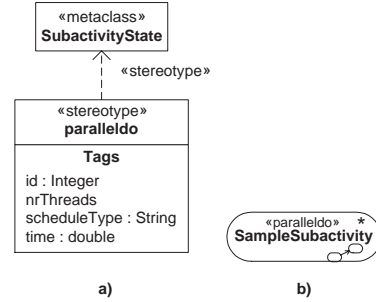 «metaclass»
SubactivityState
«stereotype»
«stereotype»
paralleldo
Tags
id : Integer
nrThreads
scheduleType : String
time : double
«paralleldo» *
SampleSubactivity
a)
b)